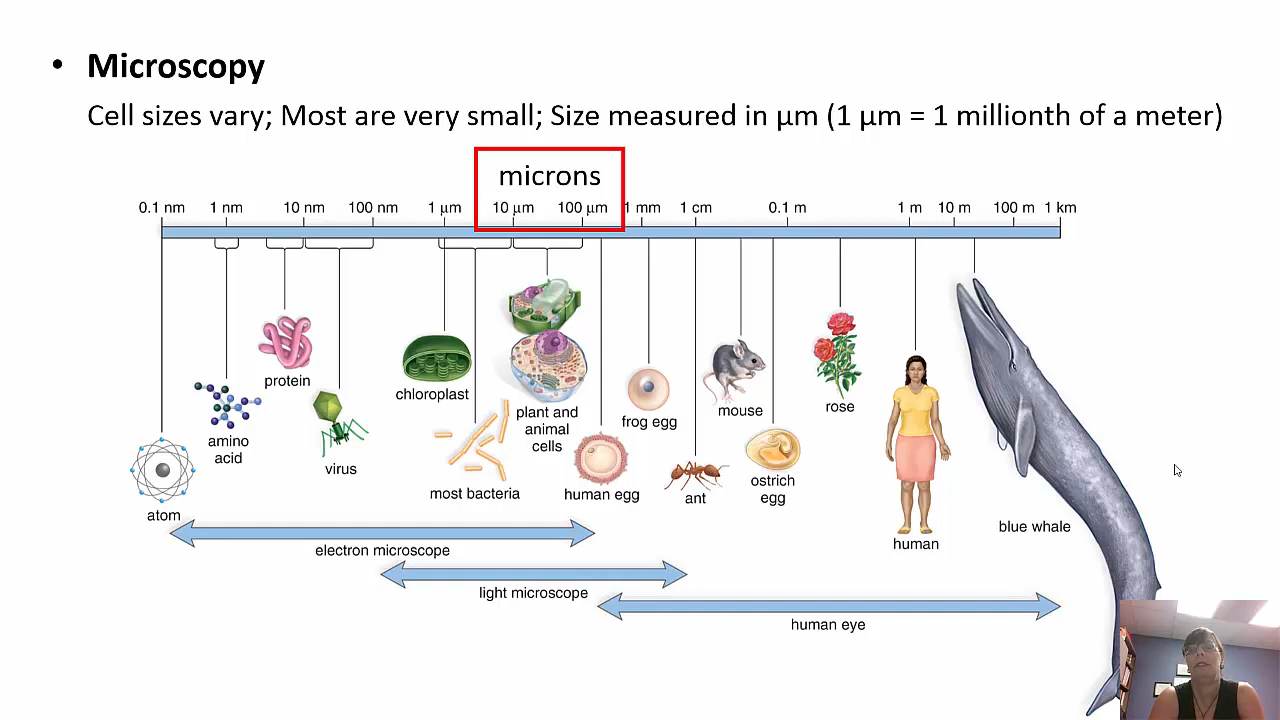 • Microscopy
Cell sizes vary; Most are very small; Size measured in µm (1 µm = 1 millionth of a meter)
microns
0.1 nm 1 nm 10 nm 100 nm 1 µm 10 µm 100 µm 1 mm 1 cm 0.1 m 1 m 10 m 100 m 1 km
protein
chloroplast
mouse
rose
plant and
animal
cells
frog egg
amino
acid
virus
most bacteria
human egg
ant
ostrich
egg
atom
human
blue whale
electron microscope
light microscope
human eye